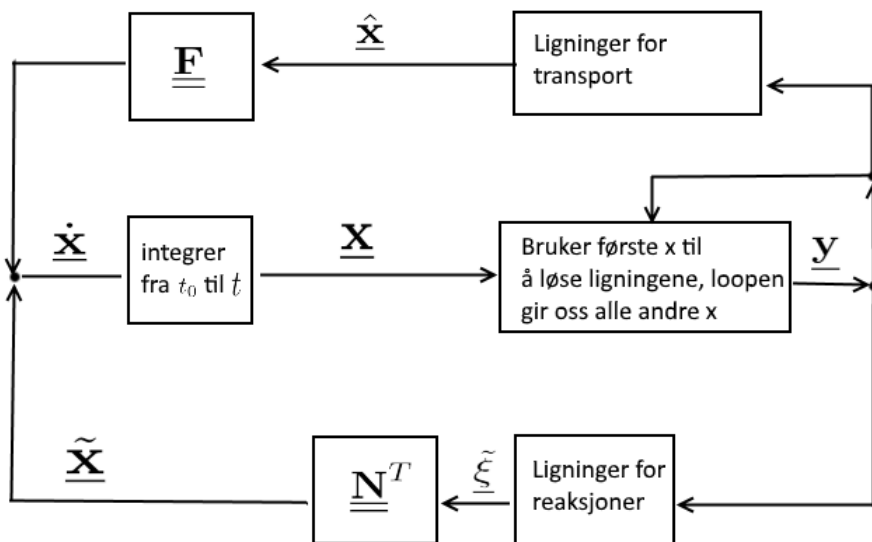 F
x̂
Ligninger for
transport
ẋ
integrer
fra t₀ til t
x
Bruker første x til
å løse ligningene, loopen
gir oss alle andre x
y
x̃
Nᵀ
ξ̃
Ligninger for
reaksjoner